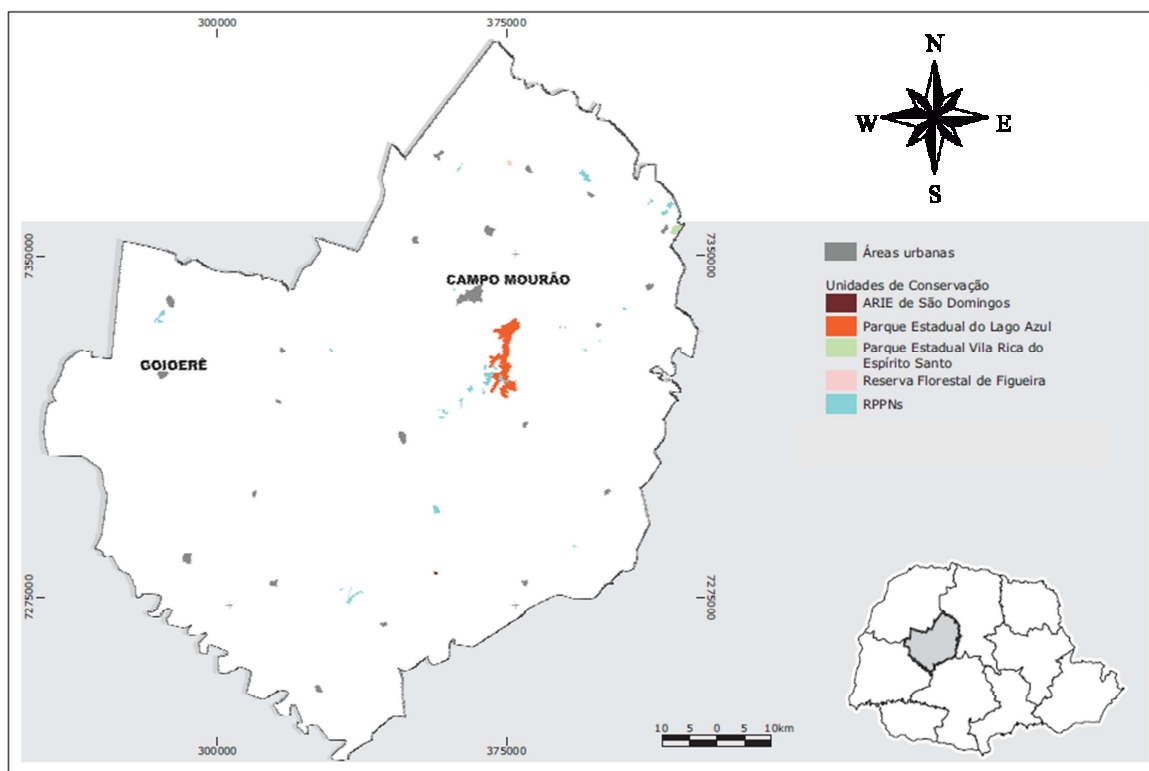 300000
375000
N
W
E
S
7350000
7350000
Áreas urbanas
CAMPO MOURÃO
Unidades de Conservação
ARIE de São Domingos
Parque Estadual do Lago Azul
Parque Estadual Vila Rica do
Espírito Santo
GOIOERÊ
Reserva Florestal de Figueira
RPPNs
7275000
7275000
10 5 0 5 10km
300000
375000